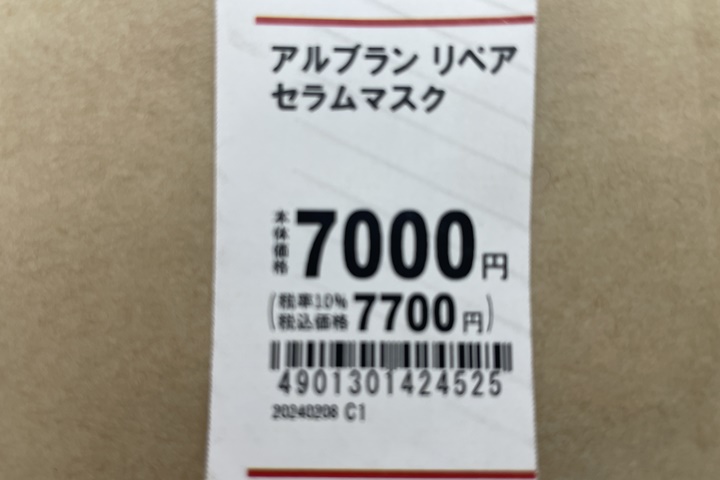 アルブラン リペア
セラムマスク
本体価格 7000円
(税率10%
税込価格 7700円)
4901301424525
20240208 C1